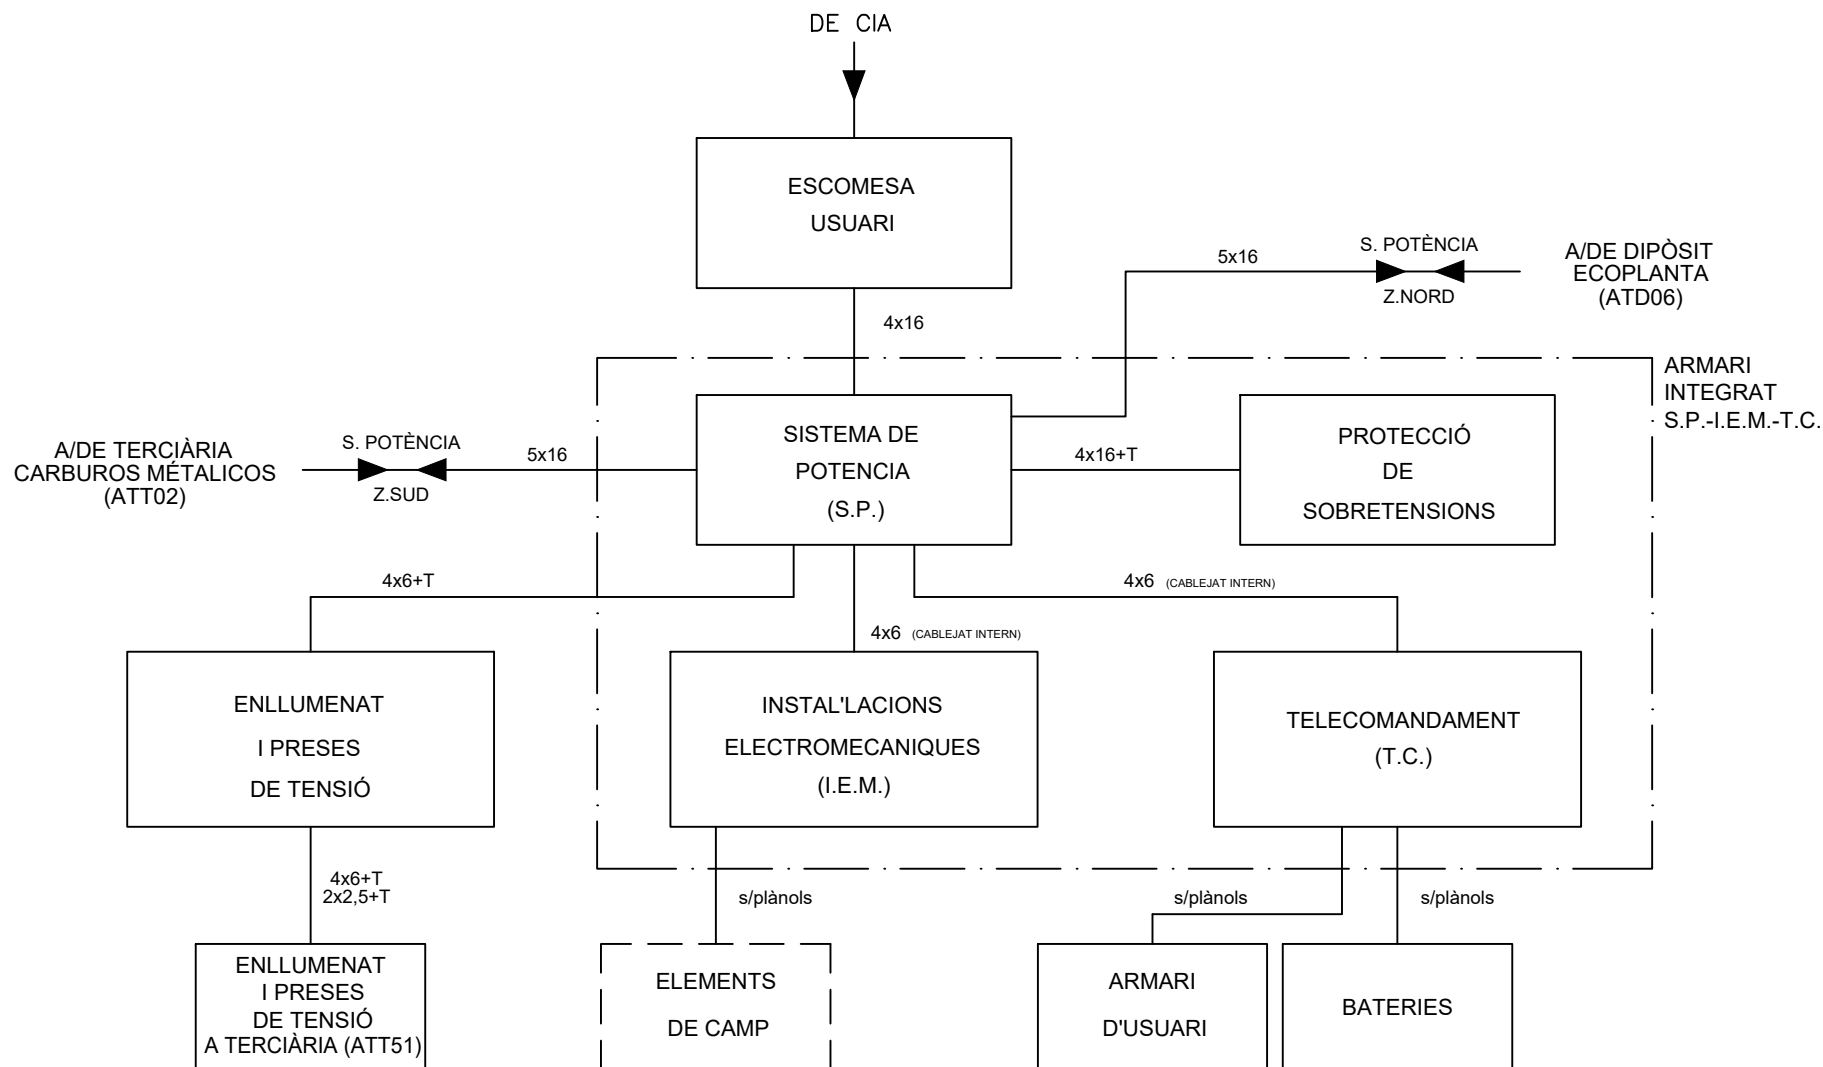 DE CIA
ESCOMESA
USUARI
4x16
5x16
S. POTÈNCIA
Z.NORD
A/DE DIPÒSIT
ECOPLANTA
(ATD06)
ARMARI
INTEGRAT
S.P.-I.E.M.-T.C.
A/DE TERCIÀRIA
CARBUROS MÉTALICOS
(ATT02)
S. POTÈNCIA
Z.SUD
5x16
SISTEMA DE
POTENCIA
(S.P.)
4x16+T
PROTECCIÓ
DE
SOBRETENSIONS
4x6+T
4x6 (CABLEJAT INTERN)
4x6 (CABLEJAT INTERN)
ENLLUMENAT
I PRESES
DE TENSIÓ
INSTAL'LACIONS
ELECTROMECANIQUES
(I.E.M.)
TELECOMANDAMENT
(T.C.)
4x6+T
2x2,5+T
s/plànols
s/plànols
s/plànols
ENLLUMENAT
I PRESES
DE TENSIÓ
A TERCIÀRIA (ATT51)
ELEMENTS
DE CAMP
ARMARI
D'USUARI
BATERIES